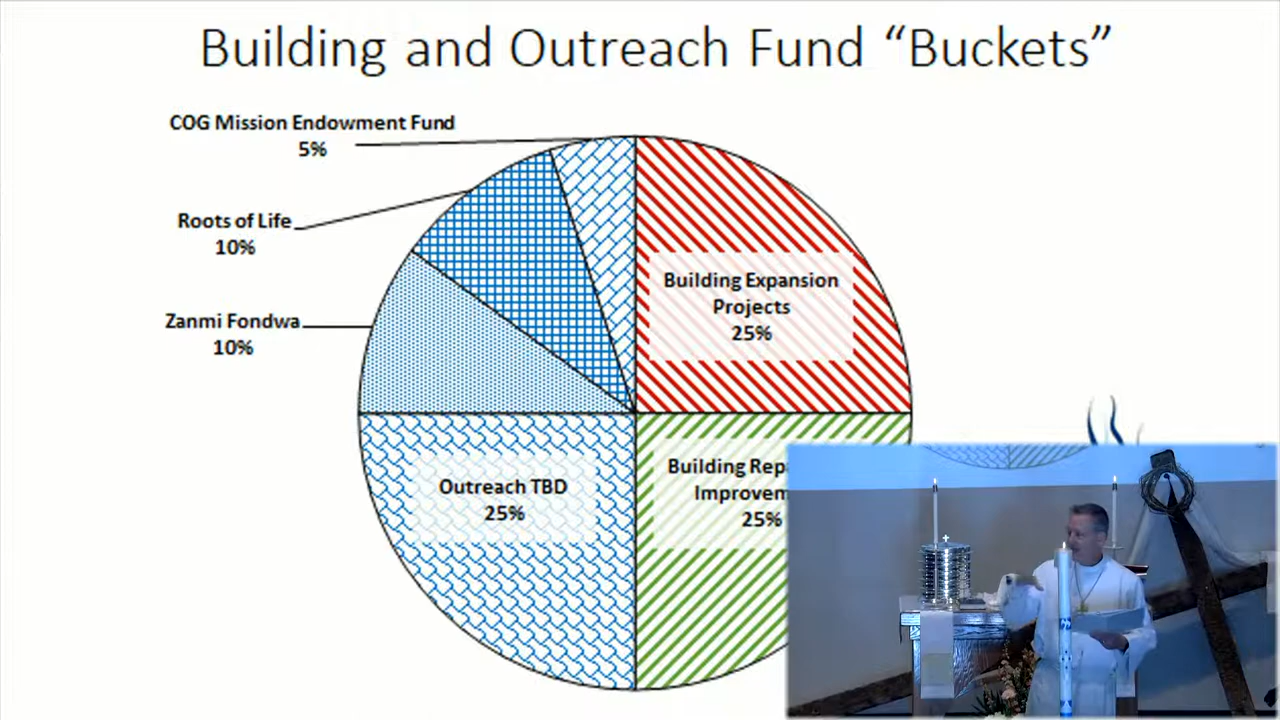 Building and Outreach Fund “Buckets”
COG Mission Endowment Fund
5%
Roots of Life
10%
Zanmi Fondwa
10%
Building Expansion
Projects
25%
Outreach TBD
25%
Building
25%